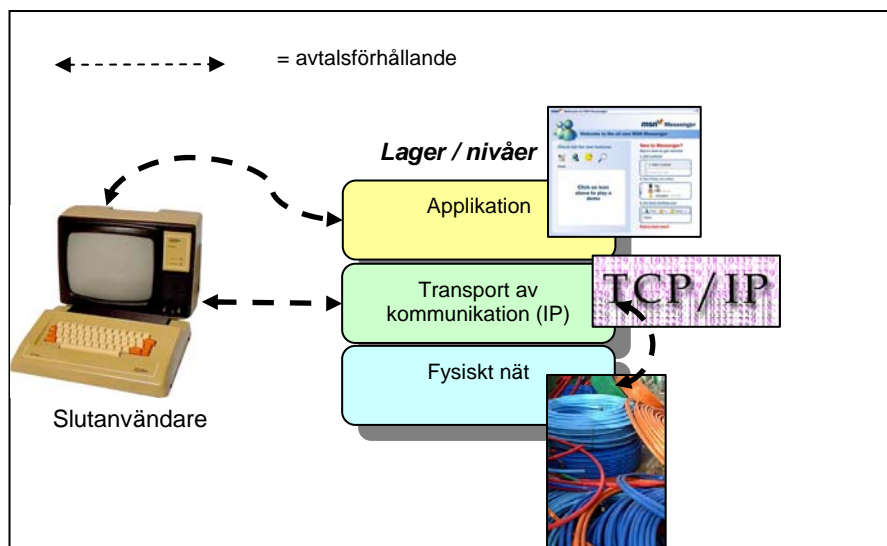 = avtalsförhållande
Lager / nivåer
Applikation
Transport av
kommunikation (IP)
Fysiskt nät
Slutanvändare
msn Messenger
Welcome to the all new MSN Messenger
New to Messenger?
Click on icon
above to play a
demo
TCP/IP